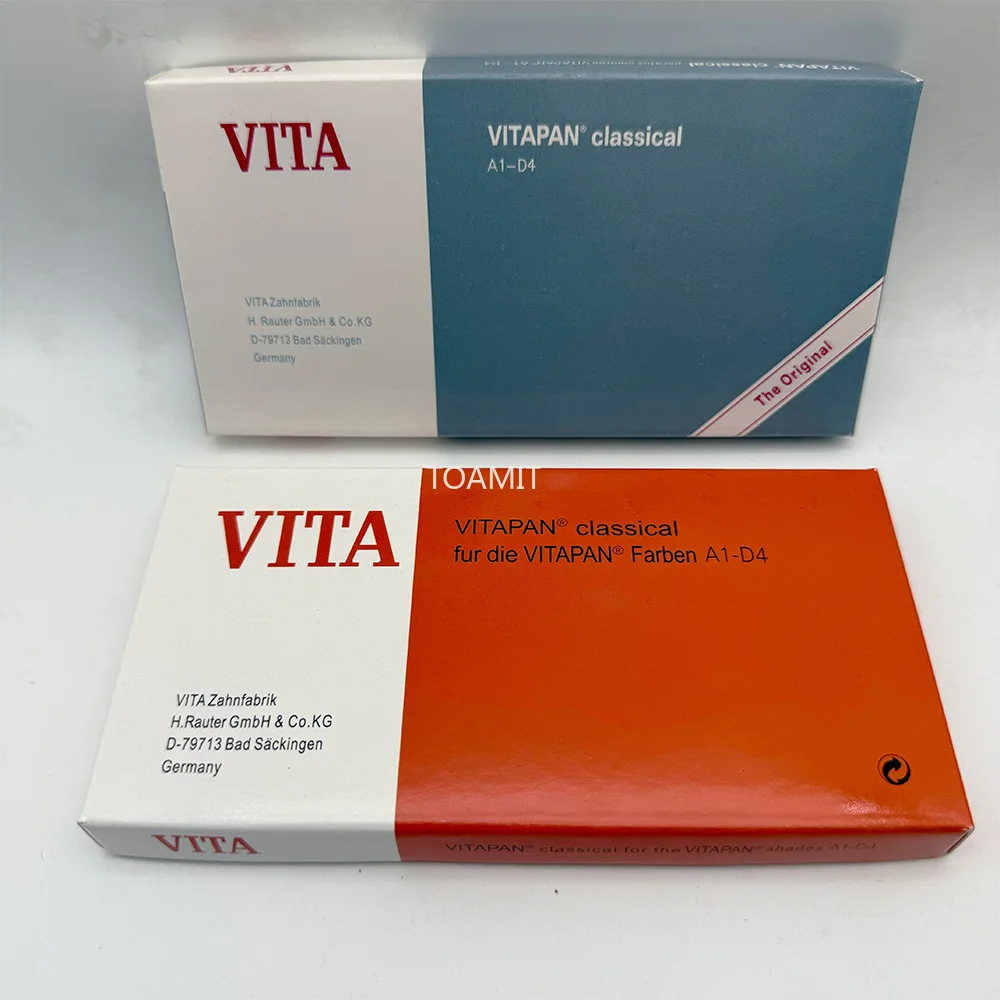 VITA
VITAPAN® classical
VITAPAN® classical
A1–D4
VITA Zahnfabrik
H. Rauter GmbH & Co.KG
D-79713 Bad Säckingen
Germany
The Original
TOAMIT
VITA
VITAPAN® classical
fur die VITAPAN® Farben A1-D4
VITA Zahnfabrik
H.Rauter GmbH & Co.KG
D-79713 Bad Säckingen
Germany
VITA
VITAPAN® classical for the VITAPAN® shades A1-D4